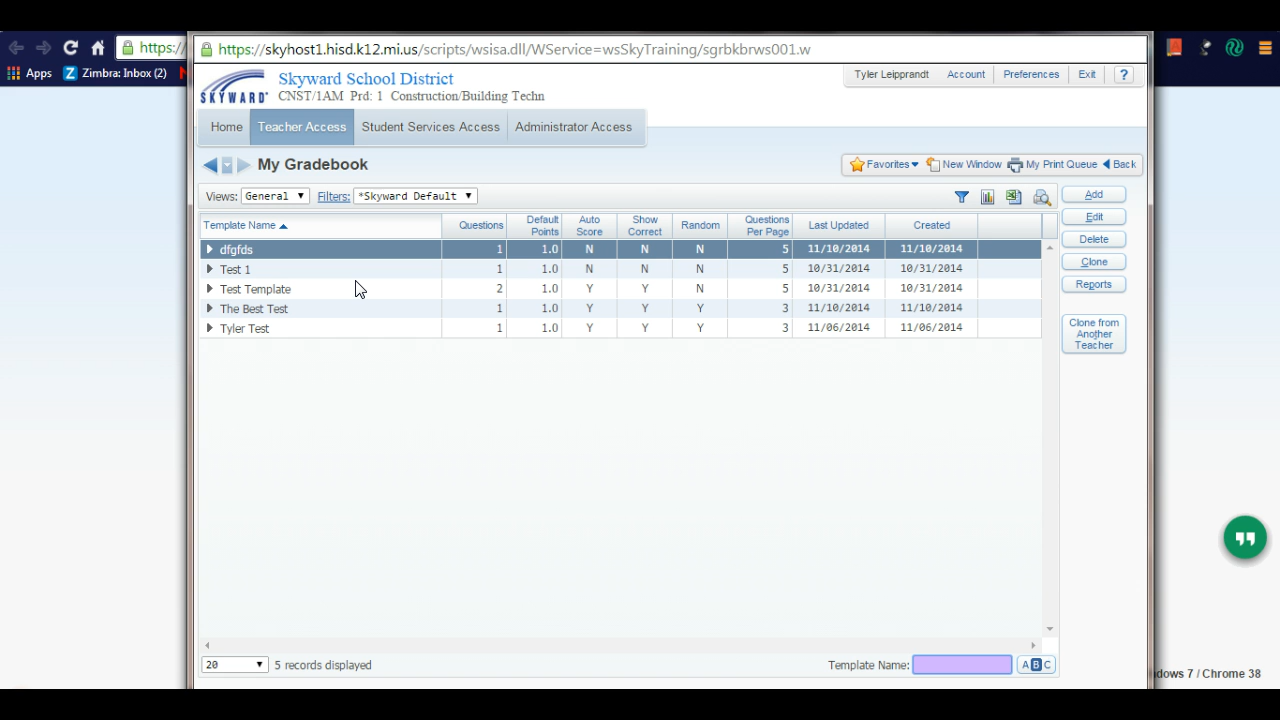 https://
https://skyhost1.hisd.k12.mi.us/scripts/wsisa.dll/WService=wsSkyTraining/sgrbkbrws001.w
Apps Zimbra: Inbox (2)
SKYWARD
Skyward School District
CNST/1AM Prd: 1 Construction/Building Techn
Tyler Leipprandt Account Preferences Exit ?
Home Teacher Access Student Services Access Administrator Access
My Gradebook
Favorites New Window My Print Queue Back
Views: General Filters: *Skyward Default
Template Name Questions Default Points Auto Score Show Correct Random Questions Per Page Last Updated Created
dfgfds 1 1.0 N N N 5 11/10/2014 11/10/2014
Test 1 1 1.0 N N N 5 10/31/2014 10/31/2014
Test Template 2 1.0 Y Y N 5 10/31/2014 10/31/2014
The Best Test 1 1.0 Y Y Y 3 11/10/2014 11/10/2014
Tyler Test 1 1.0 Y Y Y 3 11/06/2014 11/06/2014
Add
Edit
Delete
Clone
Reports
Clone from
Another
Teacher
20 5 records displayed
Template Name: A B C
dows 7 / Chrome 38